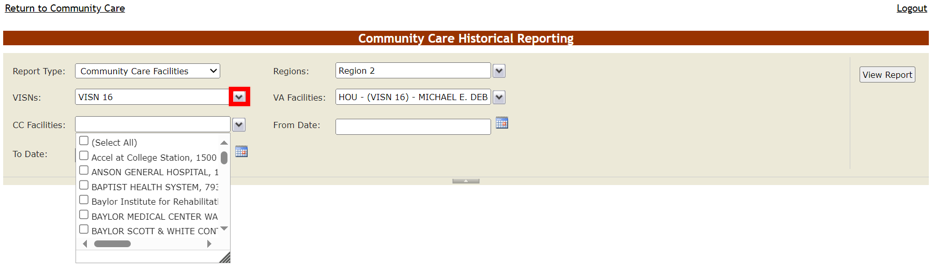 Return to Community Care
Logout
Community Care Historical Reporting
Report Type: Community Care Facilities Regions: Region 2 View Report
VISNs: VISN 16 VA Facilities: HOU - (VISN 16) - MICHAEL E. DEB
CC Facilities: From Date:
(Select All)
To Date:
Accel at College Station, 1500
ANSON GENERAL HOSPITAL, 1
BAPTIST HEALTH SYSTEM, 793
Baylor Institute for Rehabilitat
BAYLOR MEDICAL CENTER WA
BAYLOR SCOTT & WHITE CON